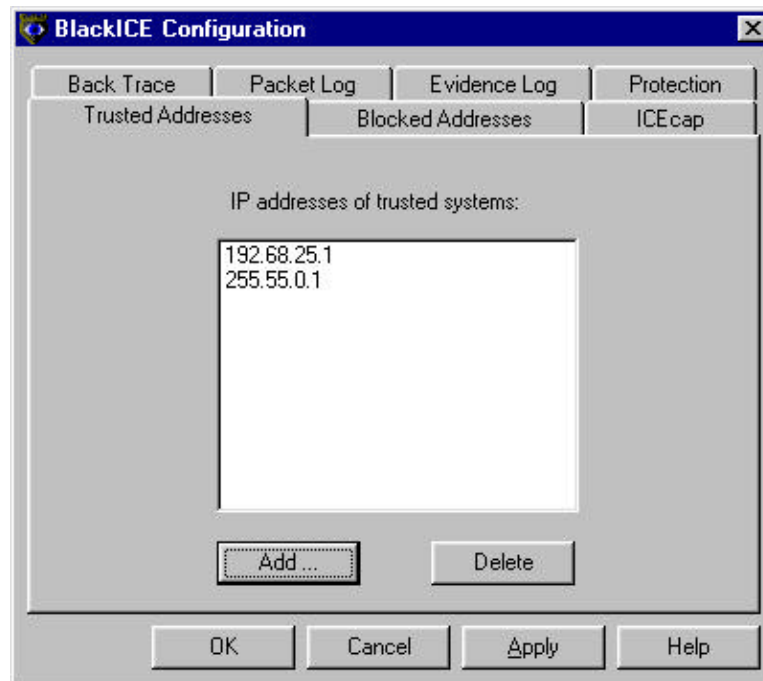 BlackICE Configuration
Back Trace Packet Log Evidence Log Protection
Trusted Addresses Blocked Addresses ICEcap
IP addresses of trusted systems:
192.68.25.1
255.55.0.1
Add ... Delete
OK Cancel Apply Help